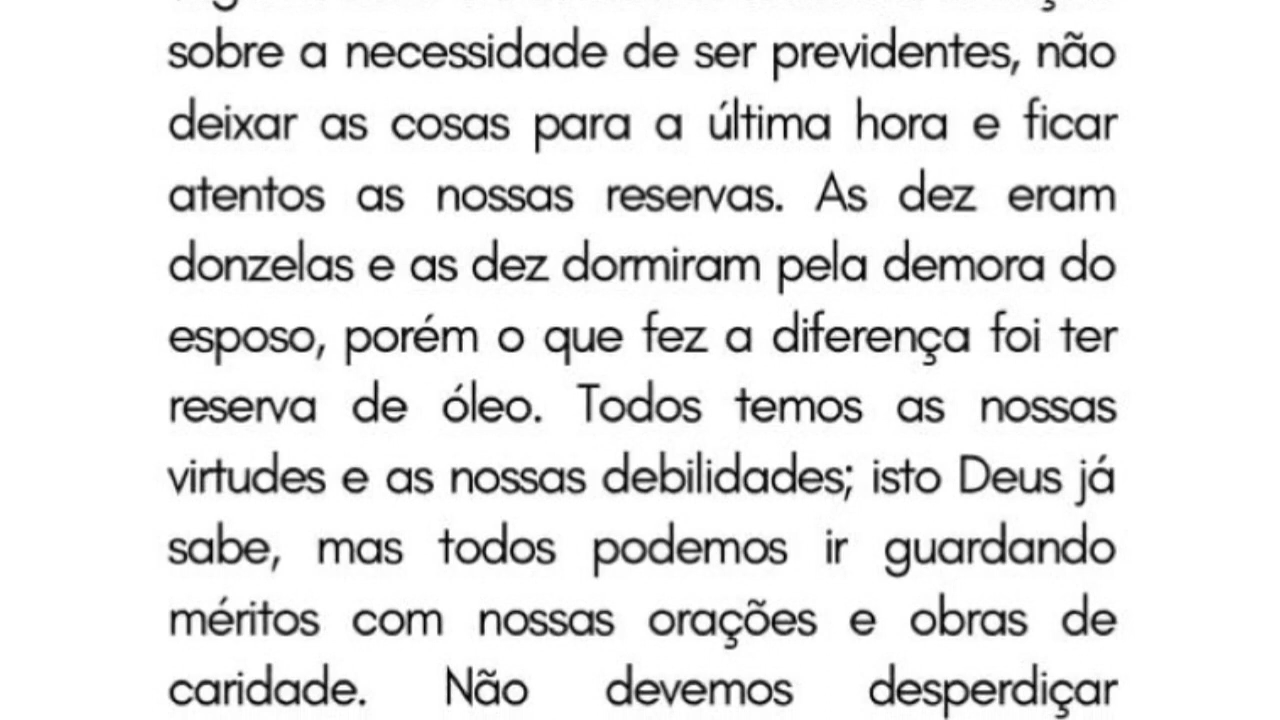 sobre a necessidade de ser previdentes, não
deixar as cosas para a última hora e ficar
atentos as nossas reservas. As dez eram
donzelas e as dez dormiram pela demora do
esposo, porém o que fez a diferença foi ter
reserva de óleo. Todos temos as nossas
virtudes e as nossas debilidades; isto Deus já
sabe, mas todos podemos ir guardando
méritos com nossas orações e obras de
caridade. Não devemos desperdiçar